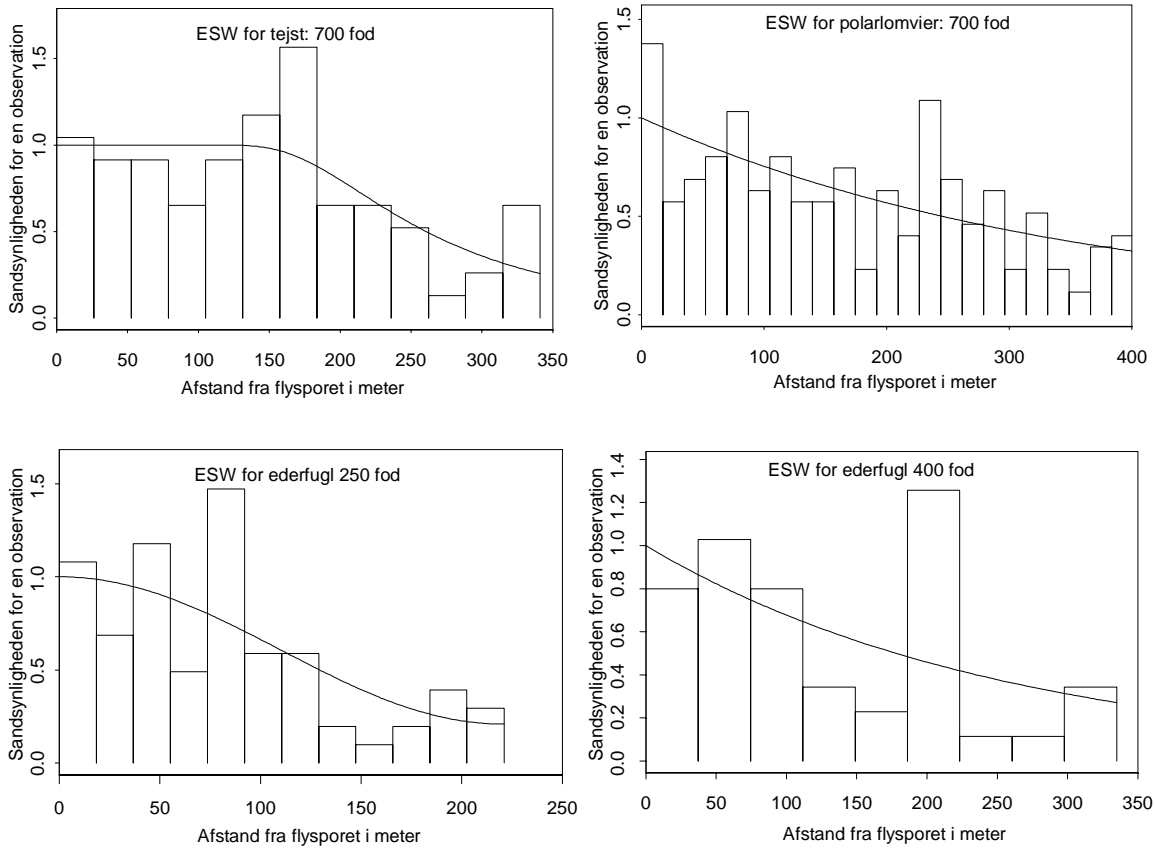 ESW for tejst: 700 fod
Sandsynligheden for en observation
0.0 0.5 1.0 1.5
0 50 100 150 200 250 300 350
Afstand fra flysporet i meter
ESW for polarlomvier: 700 fod
Sandsynligheden for en observation
0.0 0.5 1.0 1.5
0 100 200 300 400
Afstand fra flysporet i meter
ESW for ederfugl 250 fod
Sandsynligheden for en observation
0.0 0.5 1.0 1.5
0 50 100 150 200 250
Afstand fra flysporet i meter
ESW for ederfugl 400 fod
Sandsynligheden for en observation
0.0 0.2 0.4 0.6 0.8 1.0 1.2 1.4
0 50 100 150 200 250 300 350
Afstand fra flysporet i meter